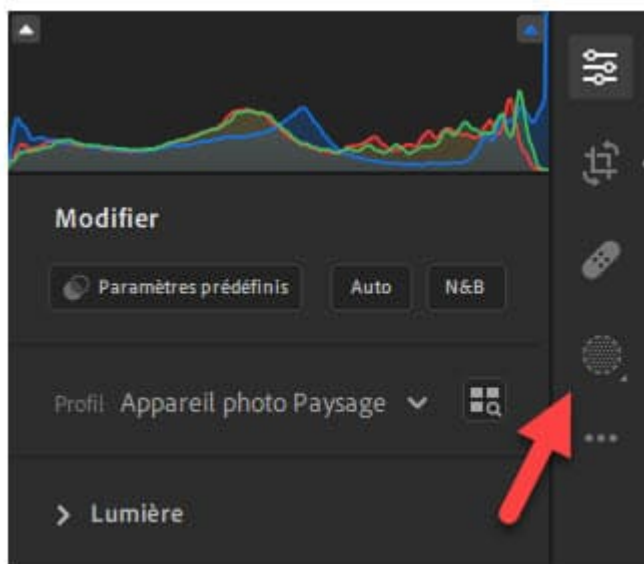 Modifier
Paramètres prédéfinis Auto N&B
Profil Appareil photo Paysage
Lumière